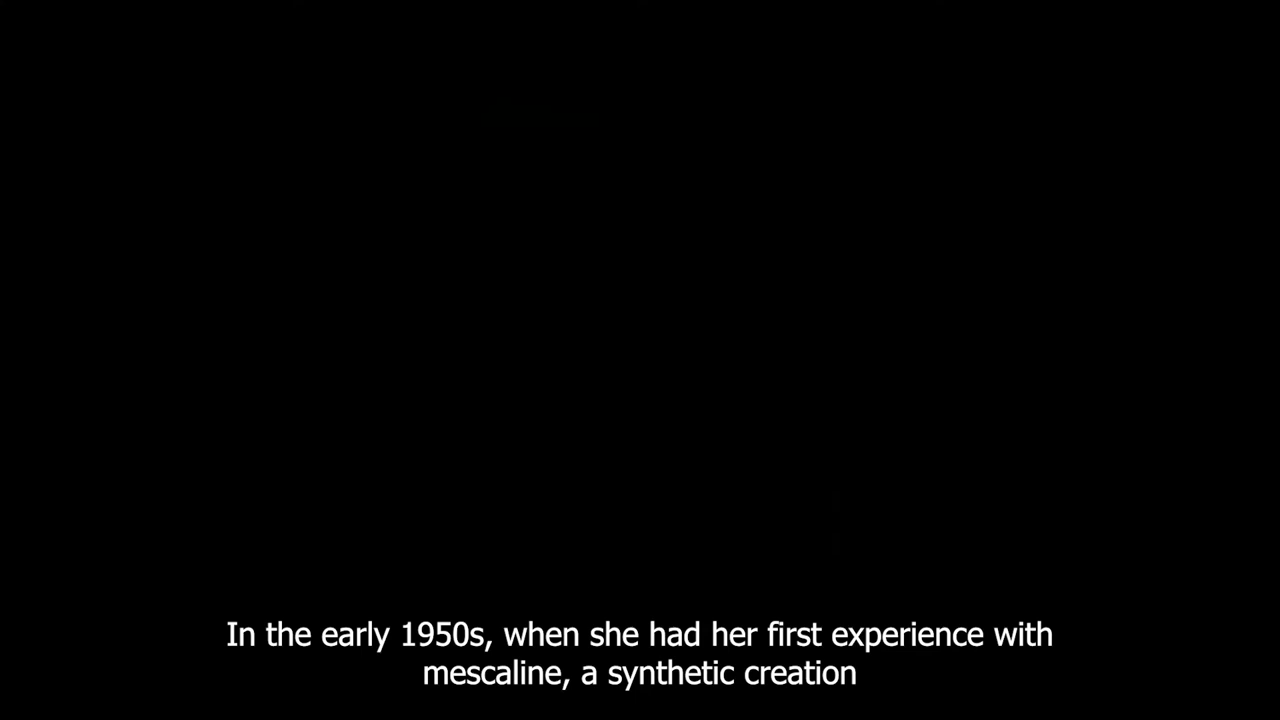 In the early 1950s, when she had her first experience with
mescaline, a synthetic creation